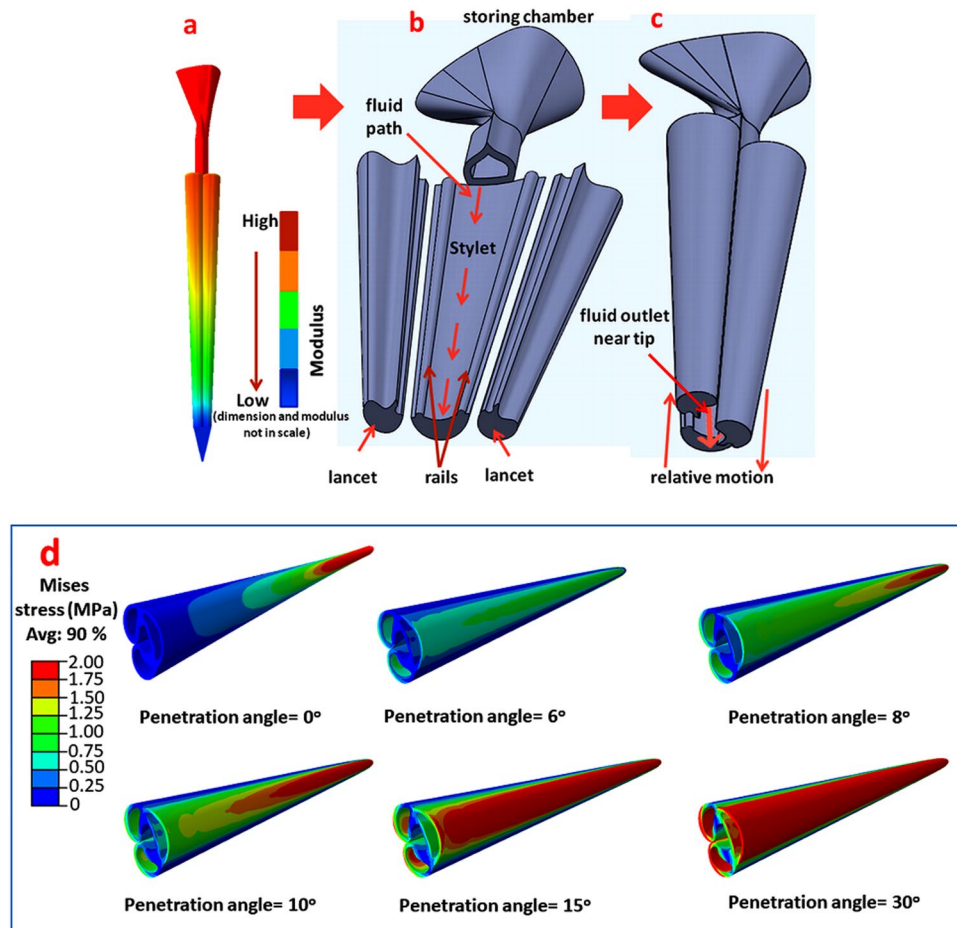 a
b
storing chamber
c
fluid
path
High
Stylet
Modulus
fluid outlet
near tip
Low
(dimension and modulus
not in scale)
lancet
rails
lancet
relative motion
d
Mises
stress (MPa)
Avg: 90 %
2.00
1.75
1.50
1.25
0.75
0.50
0.25
0
Penetration angle= 0°
Penetration angle= 6°
Penetration angle= 8°
Penetration angle= 10°
Penetration angle= 15°
Penetration angle= 30°